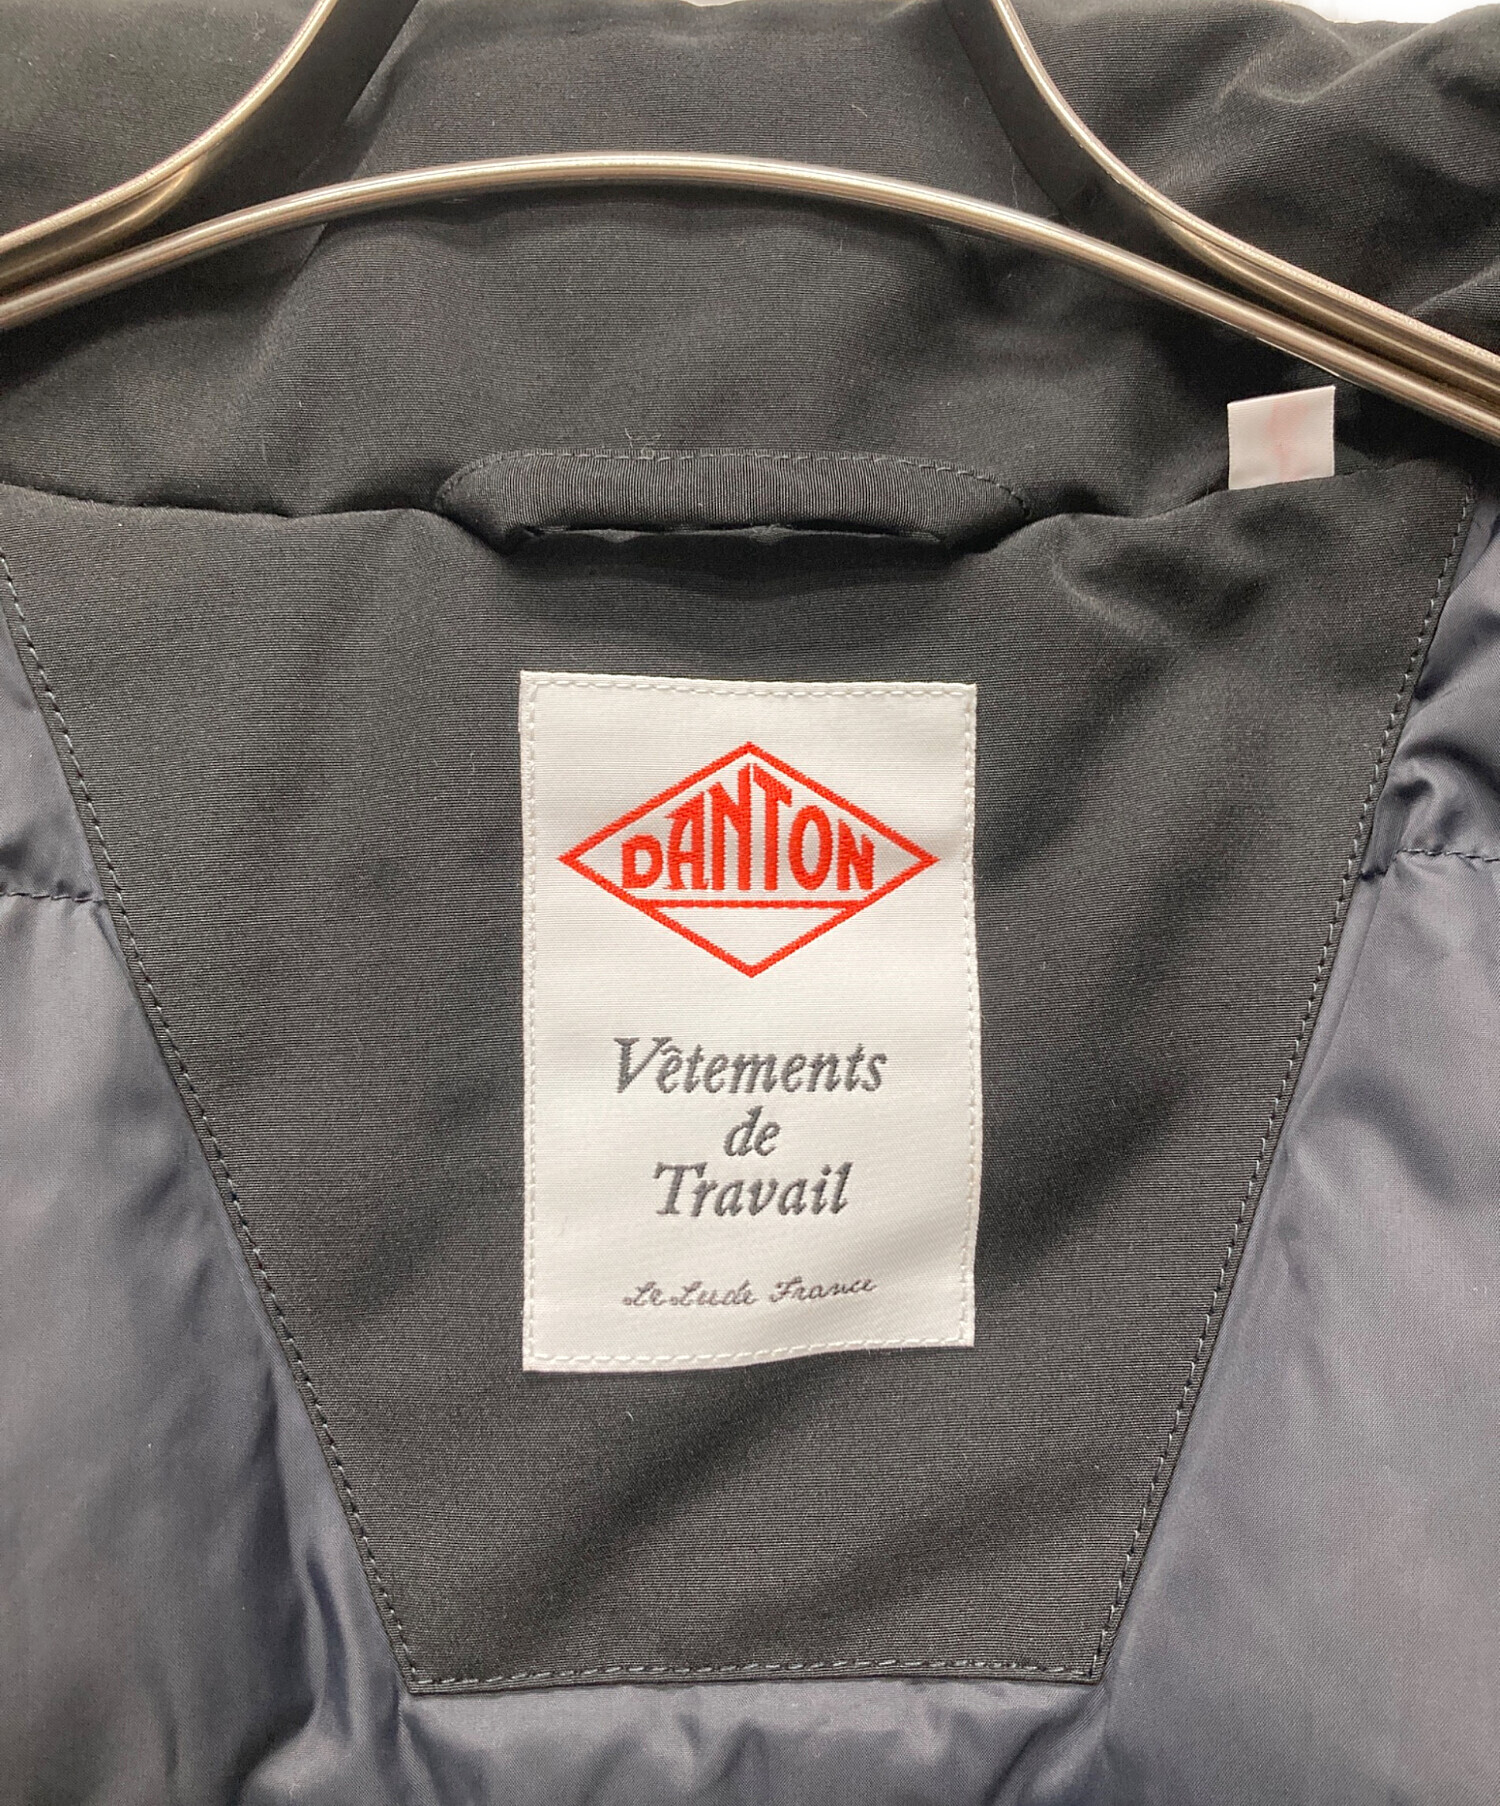 DANTON
Vêtements
de
Travail
Le Lude France